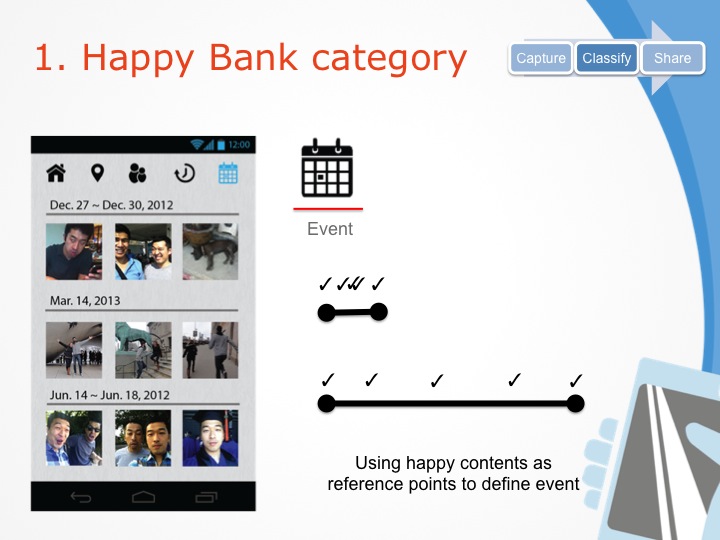 1. Happy Bank category
Capture
Classify
Share
12:00
Dec. 27 ~ Dec. 30, 2012
Mar. 14, 2013
Jun. 14 ~ Jun. 18, 2012
Event
Using happy contents as
reference points to define event